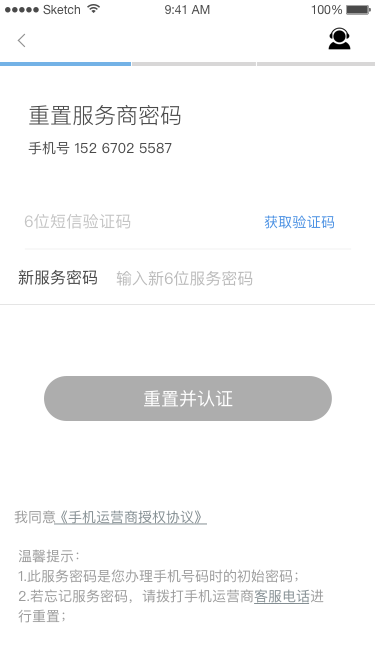 Sketch 9:41 AM 100%
重置服务商密码
手机号 152 6702 5587
6位短信验证码 获取验证码
新服务密码 输入新6位服务密码
重置并认证
我同意《手机运营商授权协议》
温馨提示：
1.此服务密码是您办理手机号码时的初始密码；
2.若忘记服务密码，请拨打手机运营商客服电话进
行重置；